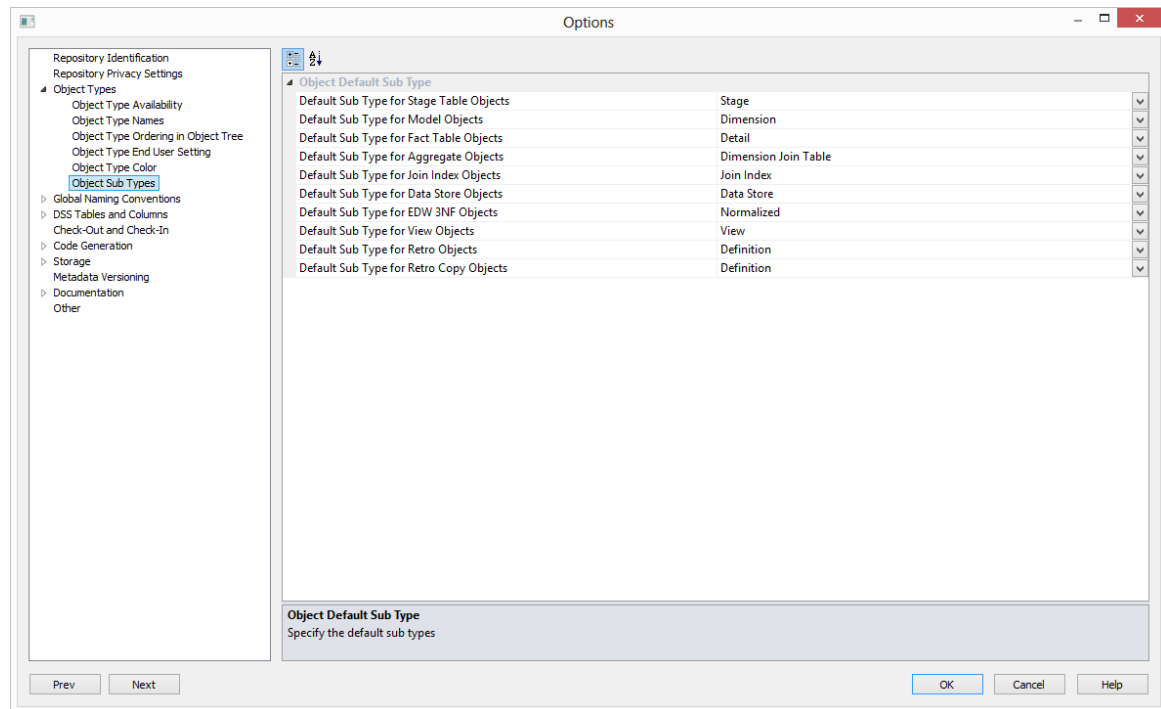 Options
Repository Identification
Repository Privacy Settings
Object Types
Object Type Availability
Object Type Names
Object Type Ordering in Object Tree
Object Type End User Setting
Object Type Color
Object Sub Types
Global Naming Conventions
DSS Tables and Columns
Check-Out and Check-In
Code Generation
Storage
Metadata Versioning
Documentation
Other
Object Default Sub Type
Default Sub Type for Stage Table Objects Stage
Default Sub Type for Model Objects Dimension
Default Sub Type for Fact Table Objects Detail
Default Sub Type for Aggregate Objects Dimension Join Table
Default Sub Type for Join Index Objects Join Index
Default Sub Type for Data Store Objects Data Store
Default Sub Type for EDW 3NF Objects Normalized
Default Sub Type for View Objects View
Default Sub Type for Retro Objects Definition
Default Sub Type for Retro Copy Objects Definition
Object Default Sub Type
Specify the default sub types
Prev Next OK Cancel Help